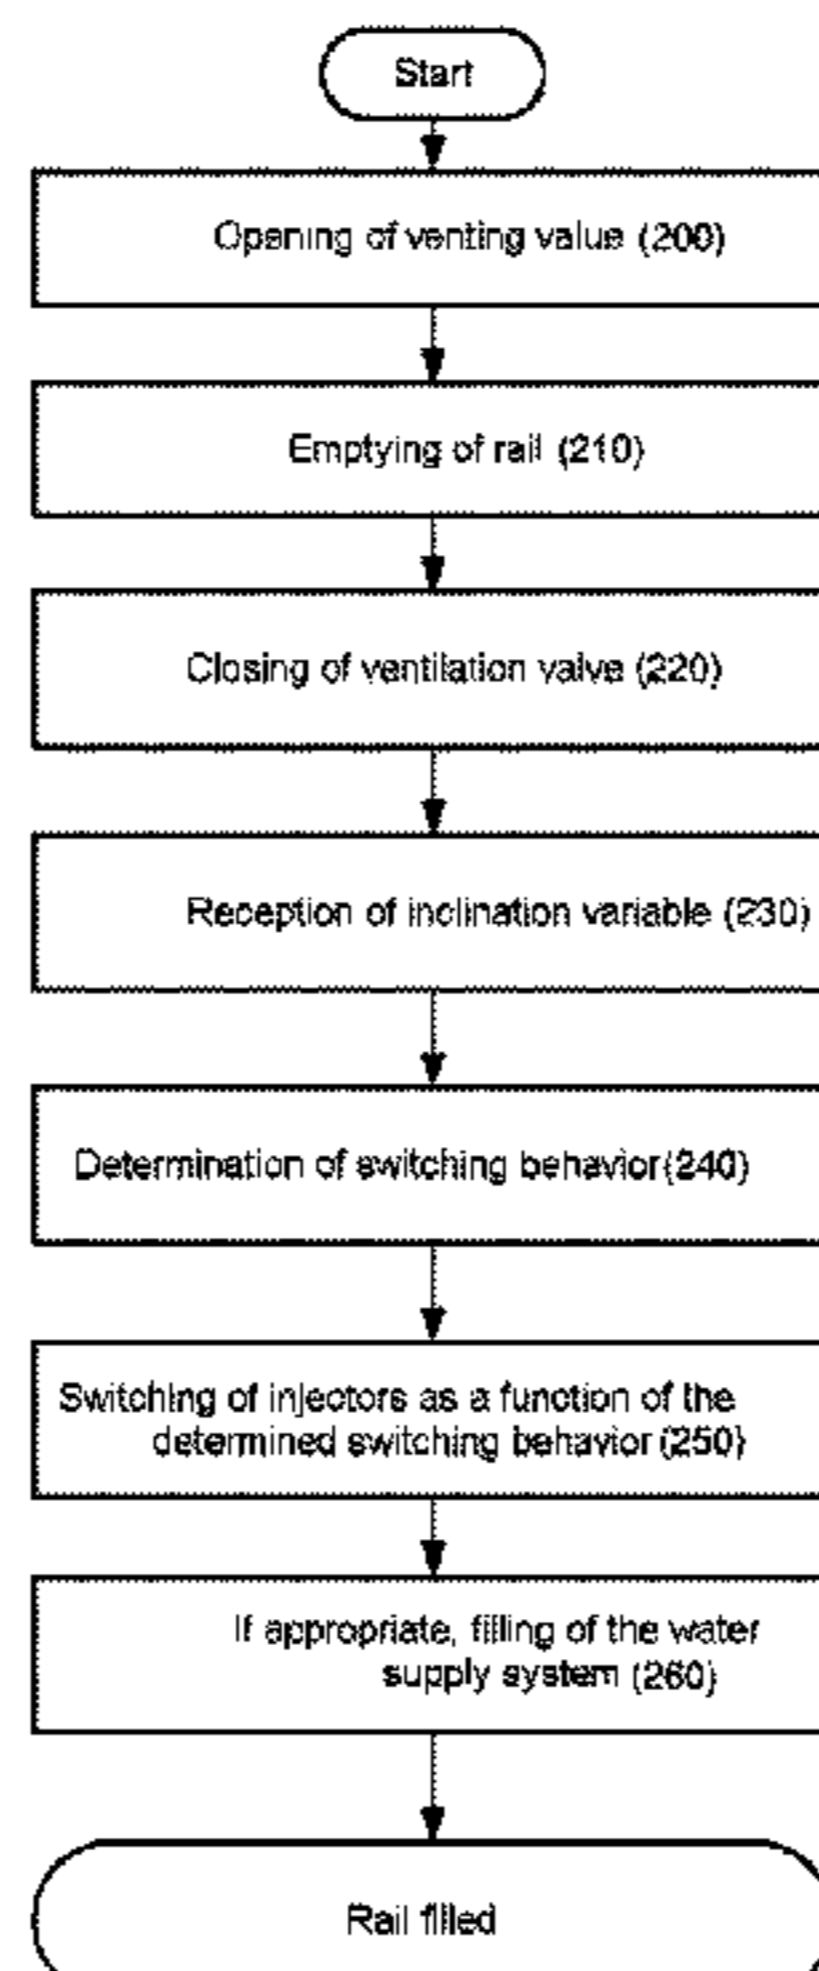 Start
Opening of venting value (200)
Emptying of rail (210)
Closing of ventilation valve (220)
Reception of inclination variable (230)
Determination of switching behavior(240)
Switching of injectors as a function of the
determined switching behavior (250)
If appropriate, filling of the water
supply system (260)
Rail filled